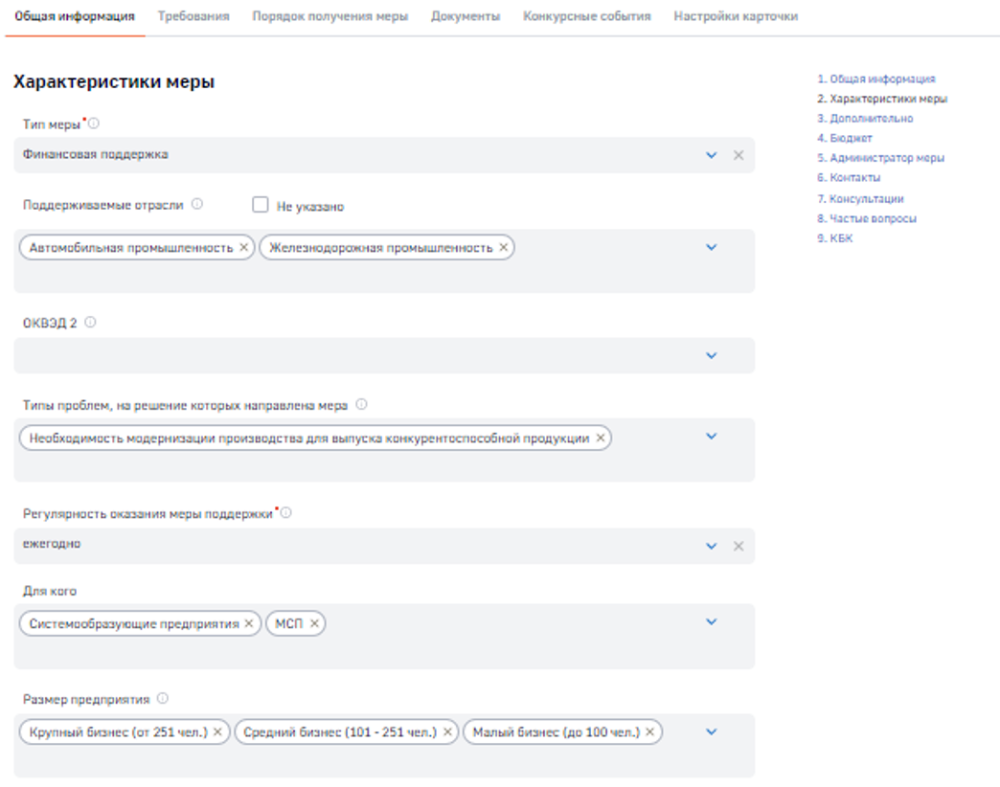 Общая информация Требования Порядок получения меры Документы Конкурсные события Настройки карточки
Характеристики меры
Тип меры*
Финансовая поддержка
Поддерживаемые отрасли Не указано
Автомобильная промышленность × Железнодорожная промышленность ×
ОКВЭД 2
Типы проблем, на решение которых направлена мера
Необходимость модернизации производства для выпуска конкурентоспособной продукции ×
Регулярность оказания меры поддержки*
ежегодно
Для кого
Системообразующие предприятия × МСП ×
Размер предприятия
Крупный бизнес (от 251 чел.) × Средний бизнес (101 - 251 чел.) × Малый бизнес (до 100 чел.) ×
1. Общая информация
2. Характеристики меры
3. Дополнительно
4. Бюджет
5. Администратор меры
6. Контакты
7. Консультации
8. Частые вопросы
9. КБК